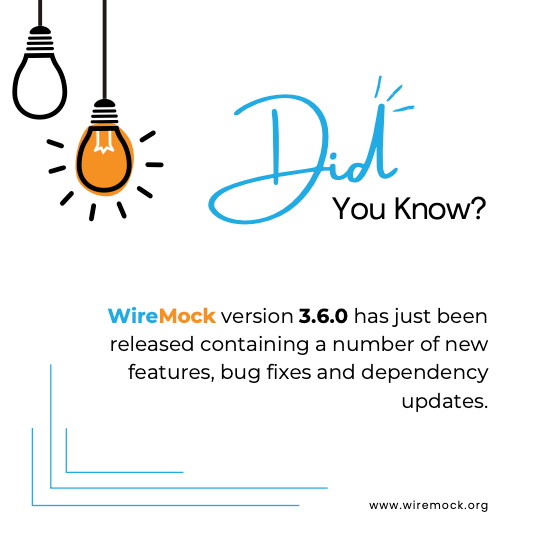 Did
You Know?
WireMock version 3.6.0 has just been
released containing a number of new
features, bug fixes and dependency
updates.
www.wiremock.org